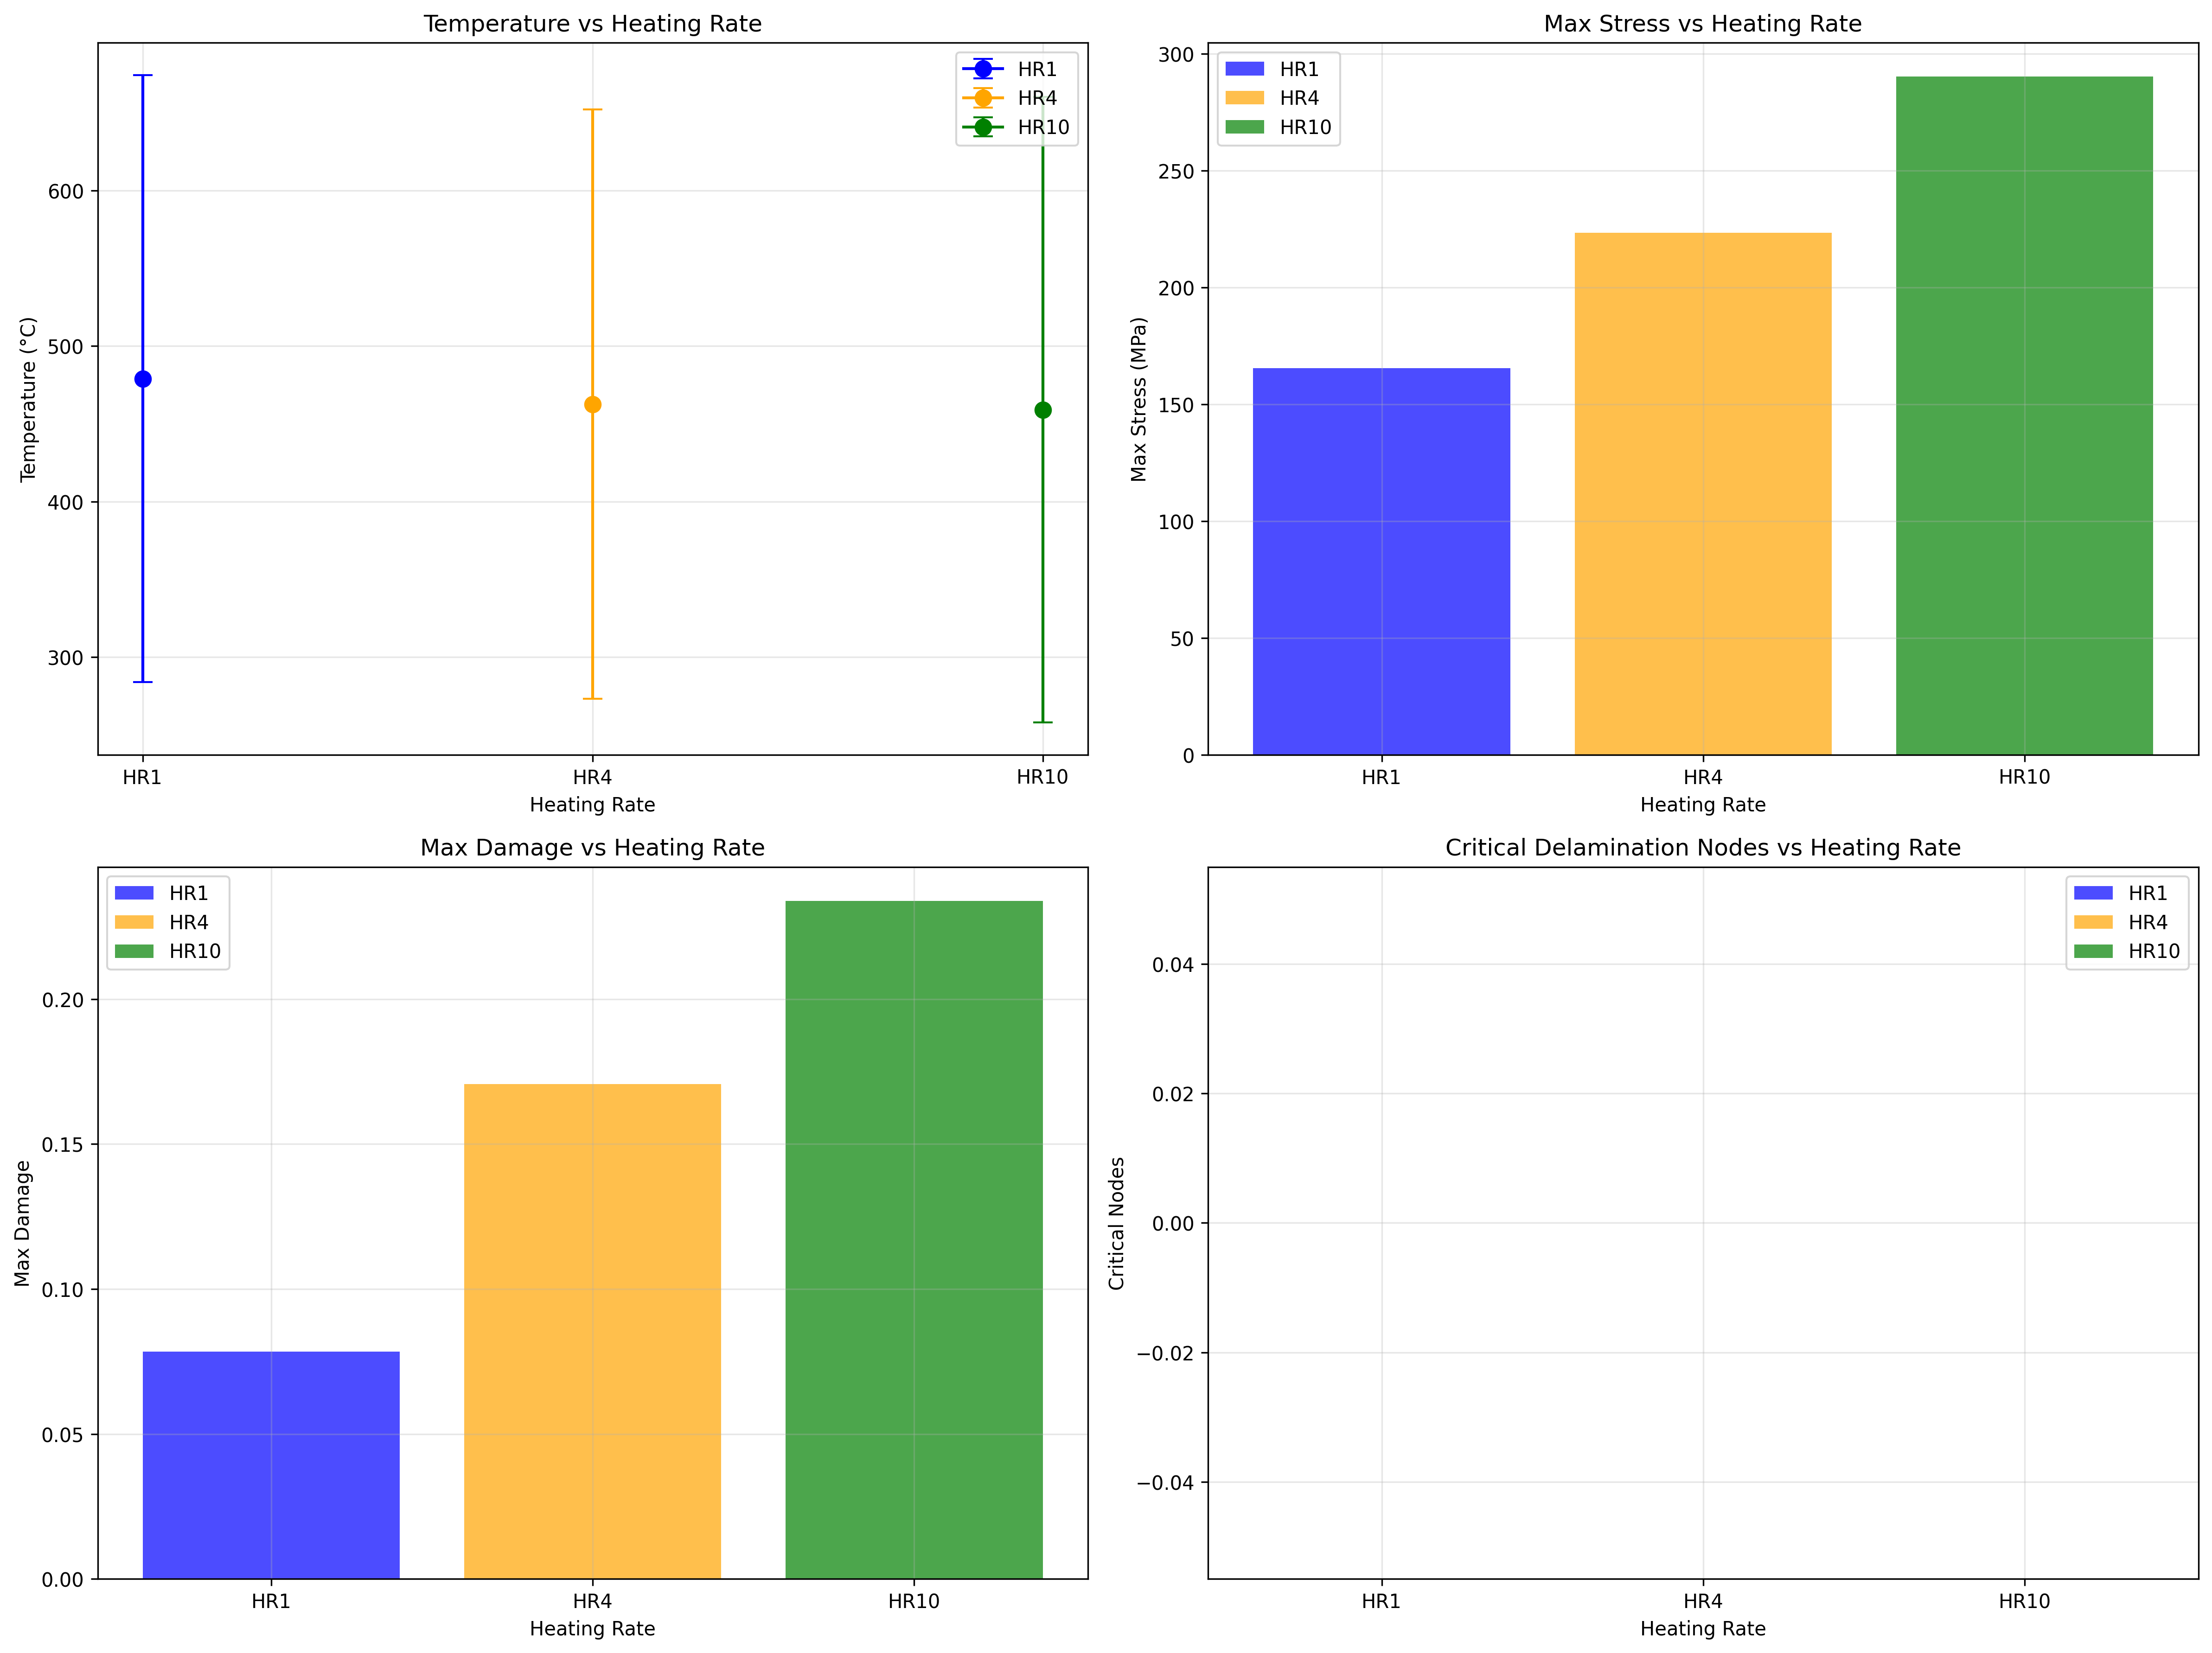 Temperature vs Heating Rate
HR1
HR4
HR10
600
500
400
300
Temperature (°C)
HR1
HR4
HR10
Heating Rate
Max Stress vs Heating Rate
HR1
HR4
HR10
300
250
200
150
100
50
0
Max Stress (MPa)
HR1
HR4
HR10
Heating Rate
Max Damage vs Heating Rate
HR1
HR4
HR10
0.20
0.15
0.10
0.05
0.00
Max Damage
HR1
HR4
HR10
Heating Rate
Critical Delamination Nodes vs Heating Rate
HR1
HR4
HR10
0.04
0.02
0.00
−0.02
−0.04
Critical Nodes
HR1
HR4
HR10
Heating Rate